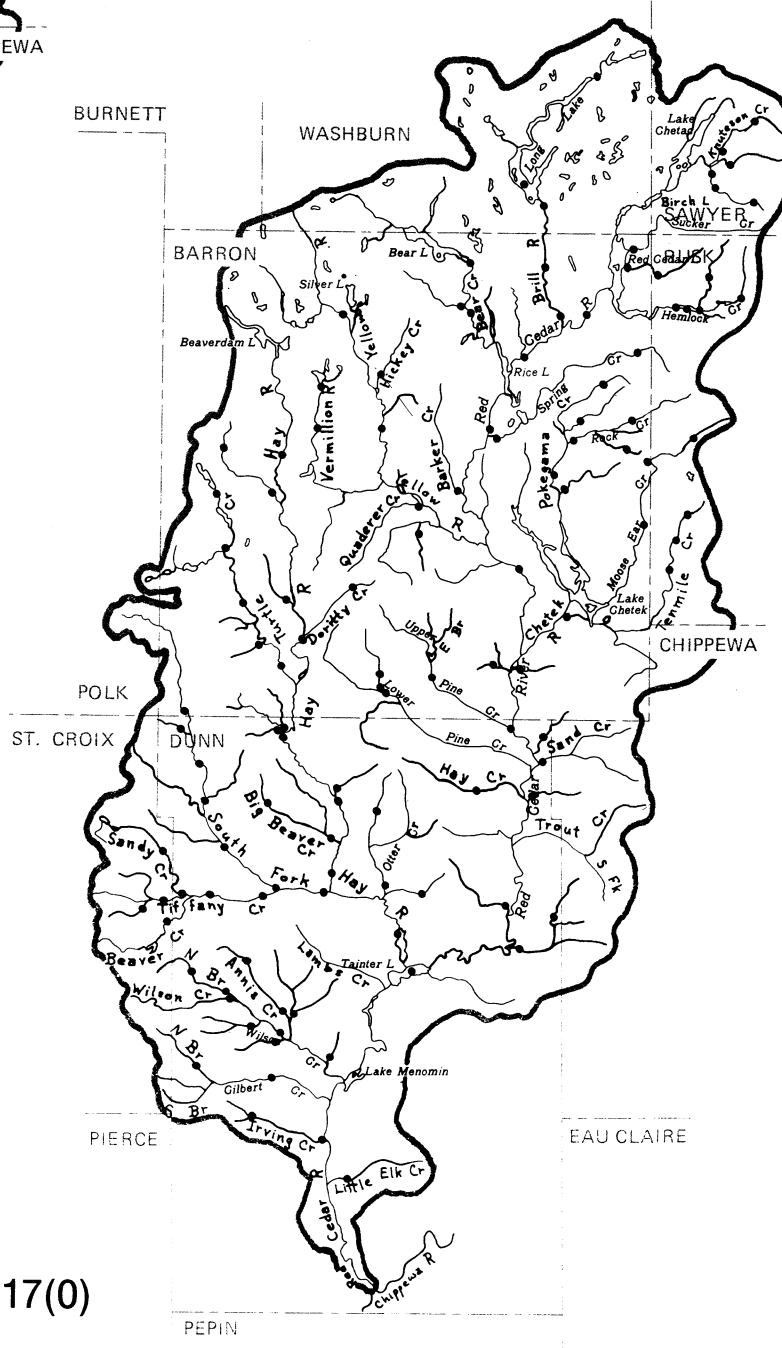 EWA
BURNETT
WASHBURN
Lake
Chetac
Knuteson Cr
Long
Lake
Birch L
SAWYER
Sucker Cr
BARRON
R
Bear L
R
Red Cedar L
RUSK
Silver L
Brill
Bear Cr
Yellow
R
Hemlock
Cr
Beaverdam L
Hickey Cr
Cedar
Cr
Rice L
R
Vermillion R
Cr
Red
Spring
Cr
Hay
Barker
Rock
Cr
Pokegama
Cr
Yellow
Quaderer Cr
R
Cr
Moose Ear
Cr
R
Tenmile
Turtle
Doritty Cr
Lake
Chetek
Chetek
R
Upper E Br
CHIPPEWA
River
POLK
Lower
Pine
Hay
Cr
ST. CROIX
DUNN
Pine
Cr
Sand Cr
Hay Cr
Cedar
Big Beaver
Cr
South
Cr
Trout
Cr
Sandy Cr
Otter
S Fk
Fork
Hay
Tiffany Cr
R
Red
Cr
Beaver
N
Br
Annis Cr
Lambs Cr
Tainter L
Wilson Cr
N Br
Wilson
Cr
Lake Menomin
Gilbert
Cr
S Br
PIERCE
Irving Cr
EAU CLAIRE
R
Little Elk Cr
Cedar
Red
Chippewa R
17(0)
PEPIN